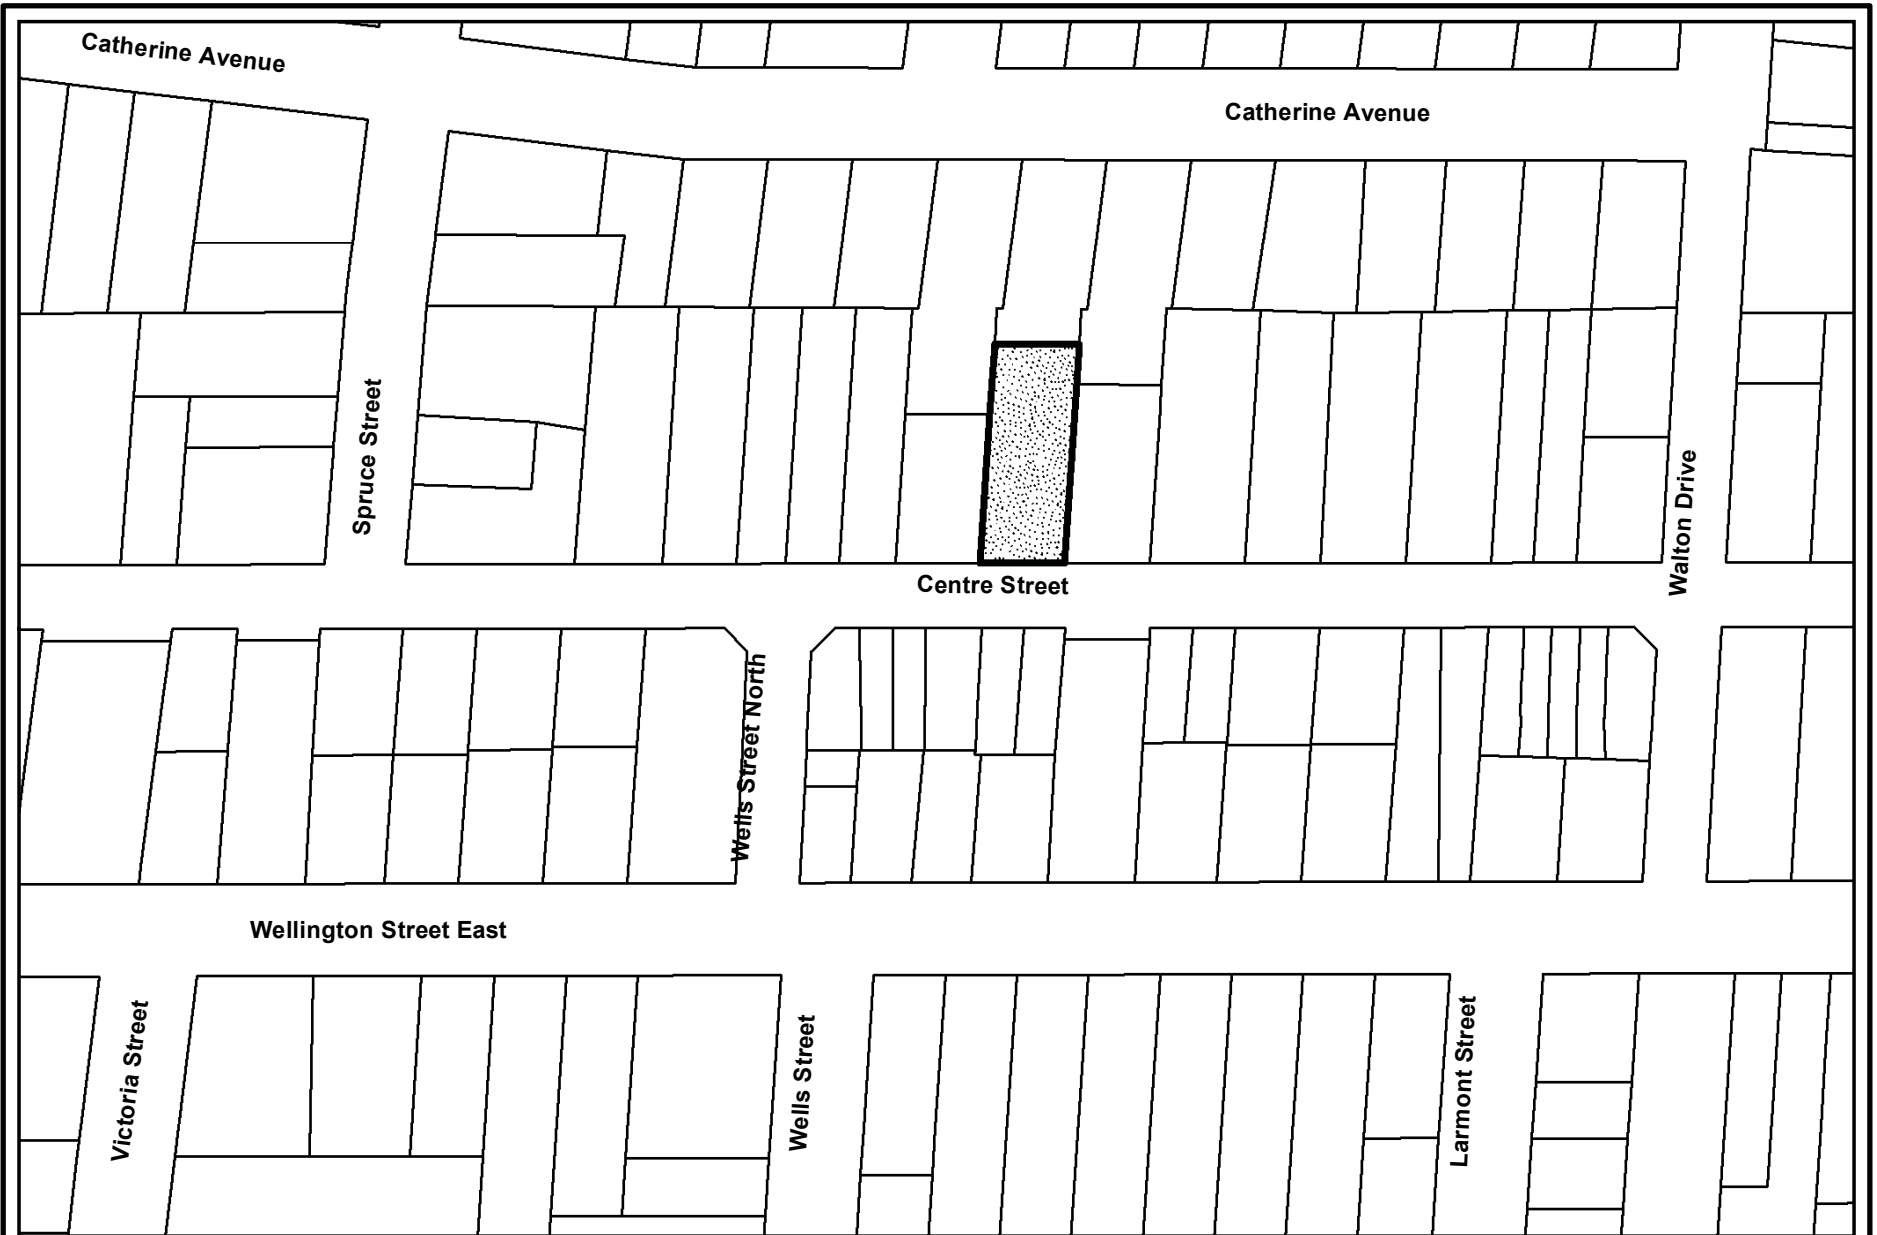 Catherine Avenue
Catherine Avenue
Spruce Street
Walton Drive
Centre Street
Wells Street North
Wellington Street East
Victoria Street
Wells Street
Larmont Street